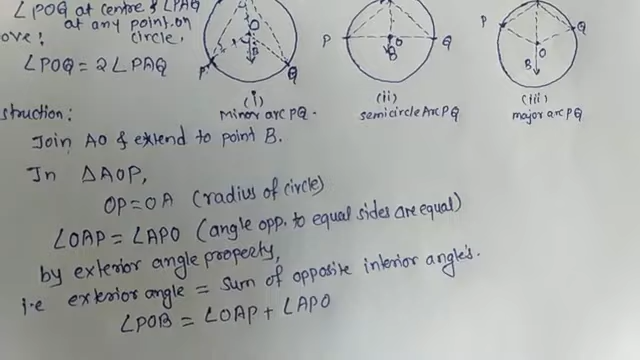 ∠POQ at centre & ∠PAQ
at any point on
circle.
ove:
∠POQ = 2∠PAQ
P
O
B
Q
(i)
Minor arc PQ.
P
O
B
Q
(ii)
semicircle Arc PQ
P
Q
O
B
(iii)
major arc PQ
struction:
Join AO & extend to point B.
In ΔAOP,
OP = OA (radius of circle)
∠OAP = ∠APO (angle opp. to equal sides are equal)
by exterior angle property,
i.e exterior angle = sum of opposite interior angle's.
∠POB = ∠OAP + ∠APO